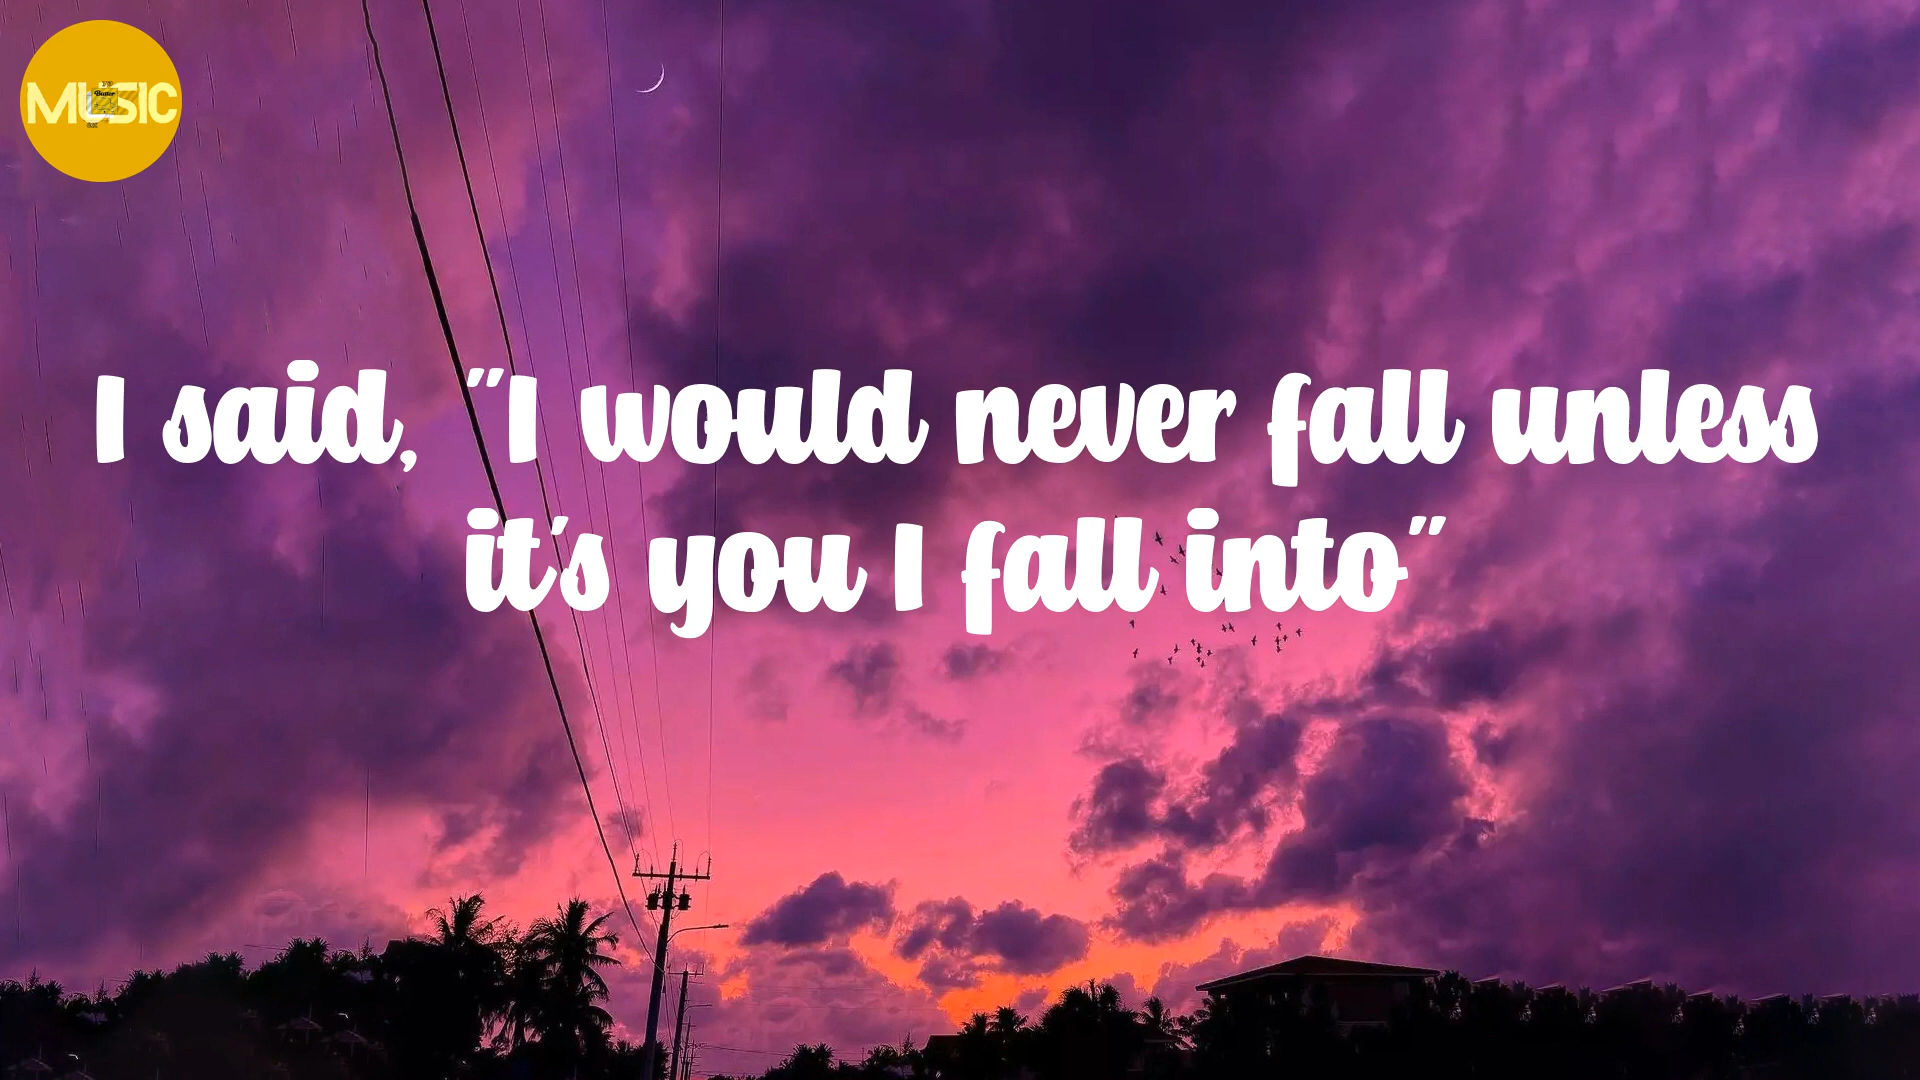 MUSIC
I said, "I would never fall unless
it's you I fall into"